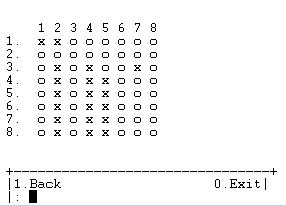 1 2 3 4 5 6 7 8
1. x x o o o o o o
2. o o o o o o o o
3. o x o x o o x o
4. o x o x x o o o
5. o x o x x o o o
6. o x o x x o o o
7. o x o x x o o o
8. o x o x x o o o
+--------------------------------+
|1.Back 0.Exit|
|: